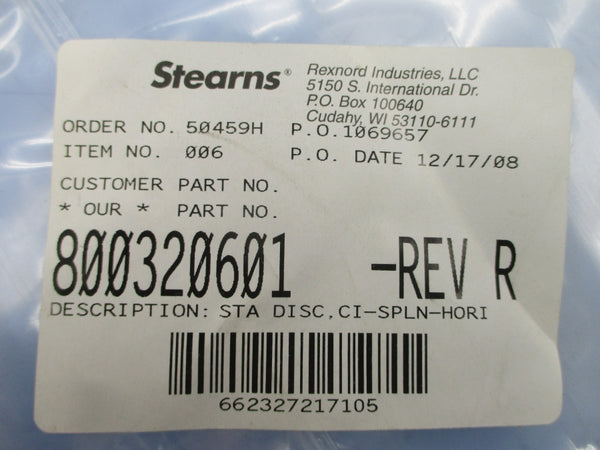 Stearns® Rexnord Industries, LLC
5150 S. International Dr.
P.O. Box 100640
Cudahy, WI 53110-6111
ORDER NO. 50459H P.O.1069657
ITEM NO. 006 P.O. DATE 12/17/08
CUSTOMER PART NO.
* OUR * PART NO.
800320601 -REV R
DESCRIPTION: STA DISC,CI-SPLN-HORI
662327217105